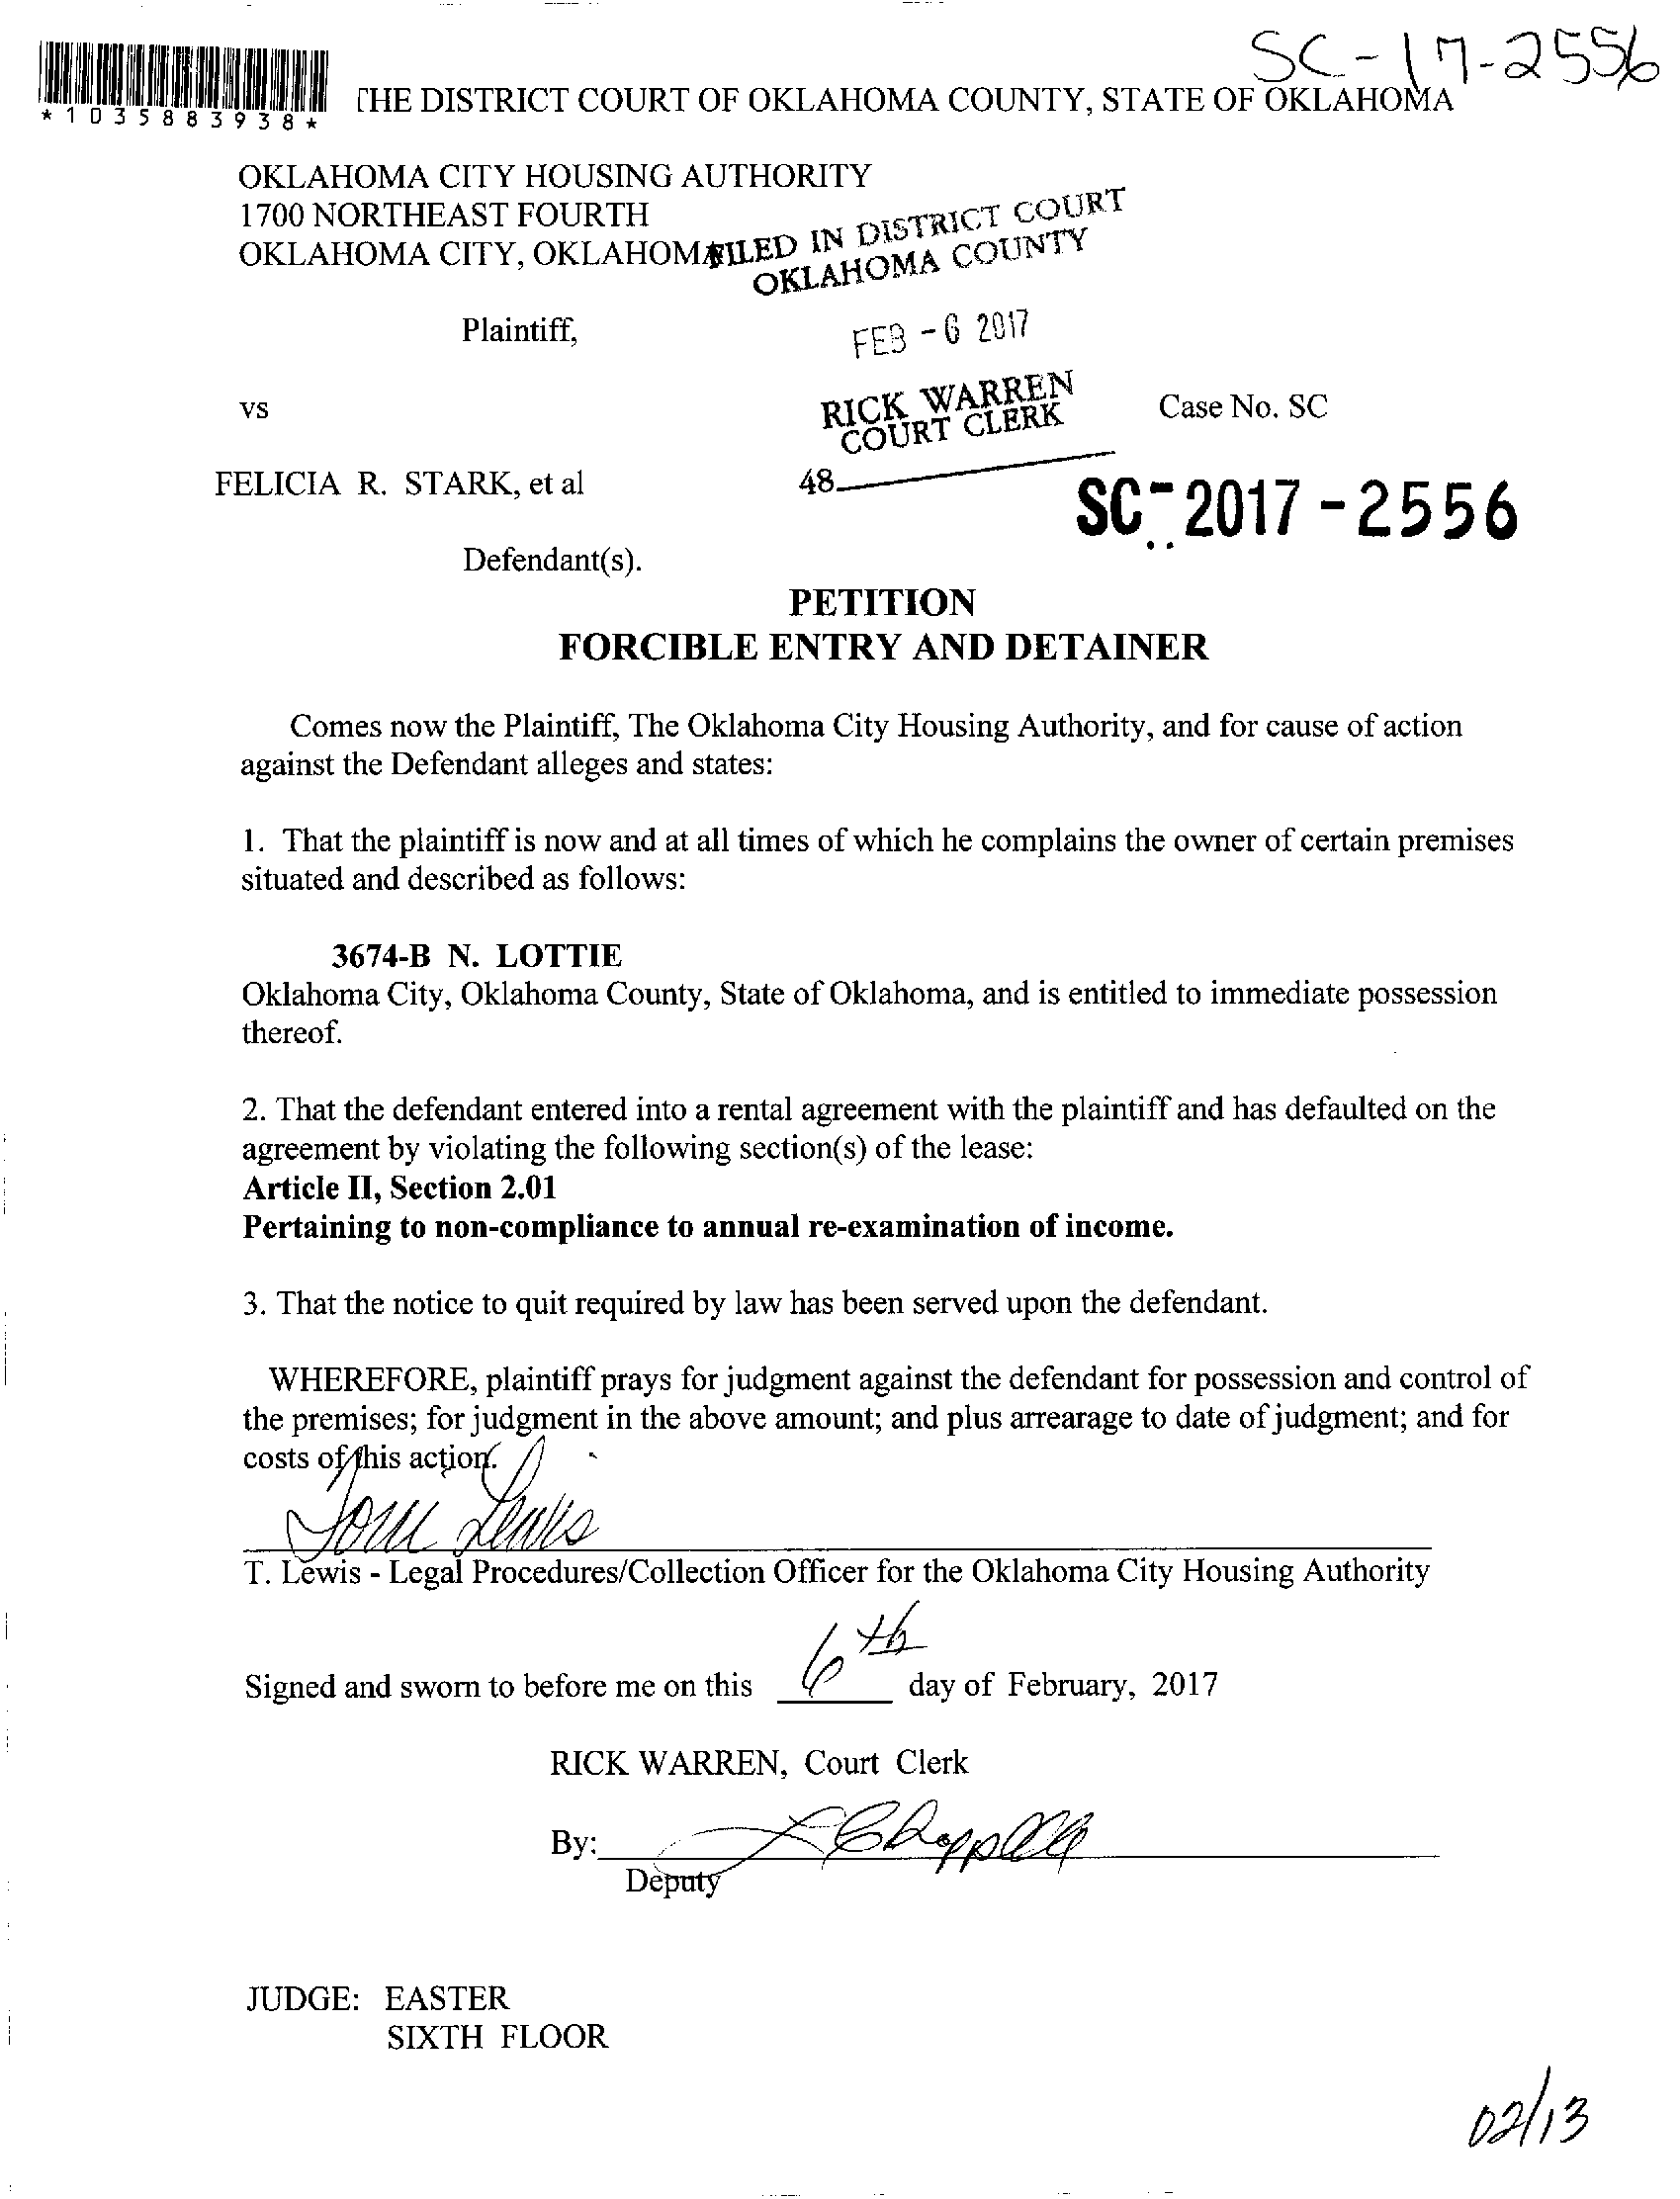 SC-17-2556
*1035883938*
THE DISTRICT COURT OF OKLAHOMA COUNTY, STATE OF OKLAHOMA
OKLAHOMA CITY HOUSING AUTHORITY
1700 NORTHEAST FOURTH
OKLAHOMA CITY, OKLAHOMA
FILED IN DISTRICT COURT
OKLAHOMA COUNTY
Plaintiff,
FEB - 6 2017
vs
RICK WARREN
COURT CLERK
Case No. SC
FELICIA R. STARK, et al
48
SC-2017-2556
Defendant(s).
PETITION
FORCIBLE ENTRY AND DETAINER
Comes now the Plaintiff, The Oklahoma City Housing Authority, and for cause of action
against the Defendant alleges and states:
1. That the plaintiff is now and at all times of which he complains the owner of certain premises
situated and described as follows:
3674-B N. LOTTIE
Oklahoma City, Oklahoma County, State of Oklahoma, and is entitled to immediate possession
thereof.
2. That the defendant entered into a rental agreement with the plaintiff and has defaulted on the
agreement by violating the following section(s) of the lease:
Article II, Section 2.01
Pertaining to non-compliance to annual re-examination of income.
3. That the notice to quit required by law has been served upon the defendant.
WHEREFORE, plaintiff prays for judgment against the defendant for possession and control of
the premises; for judgment in the above amount; and plus arrearage to date of judgment; and for
costs of this action.
Tom Lewis
T. Lewis - Legal Procedures/Collection Officer for the Oklahoma City Housing Authority
Signed and sworn to before me on this 6th day of February, 2017
RICK WARREN, Court Clerk
By:
Deputy
JUDGE: EASTER
SIXTH FLOOR
02/13